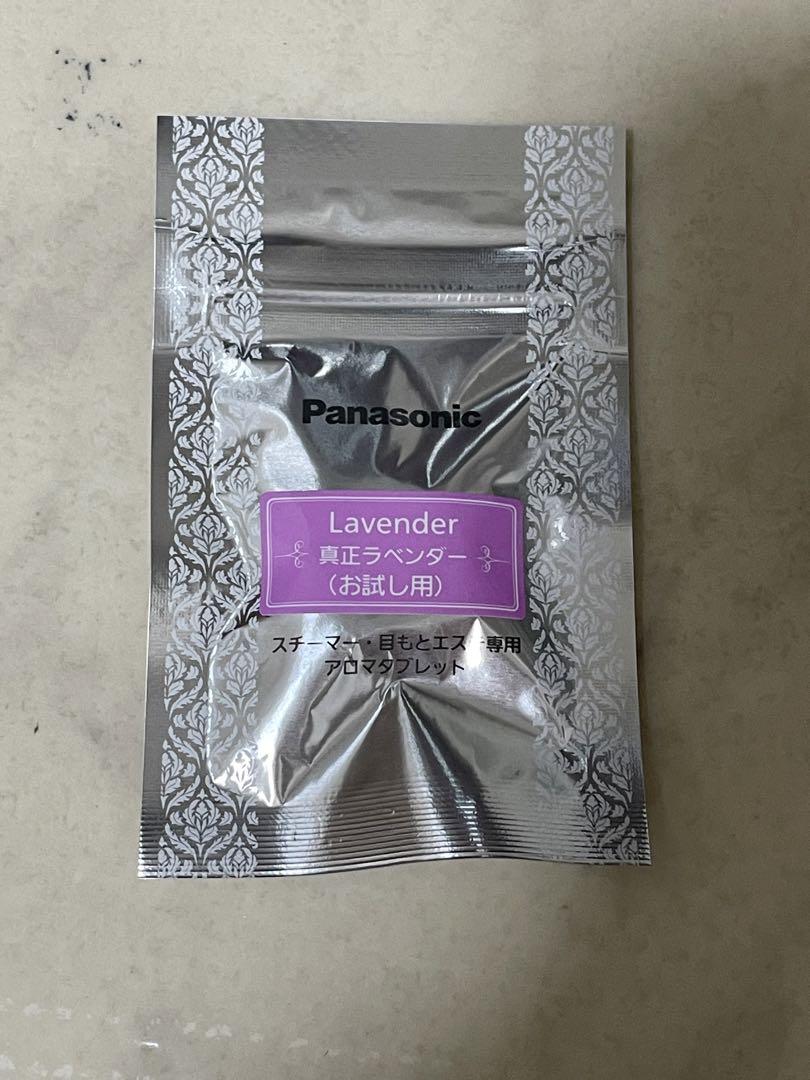 Panasonic
Lavender
真正ラベンダー
（お試し用）
スチーマー・目もとエステ専用
アロマタブレット